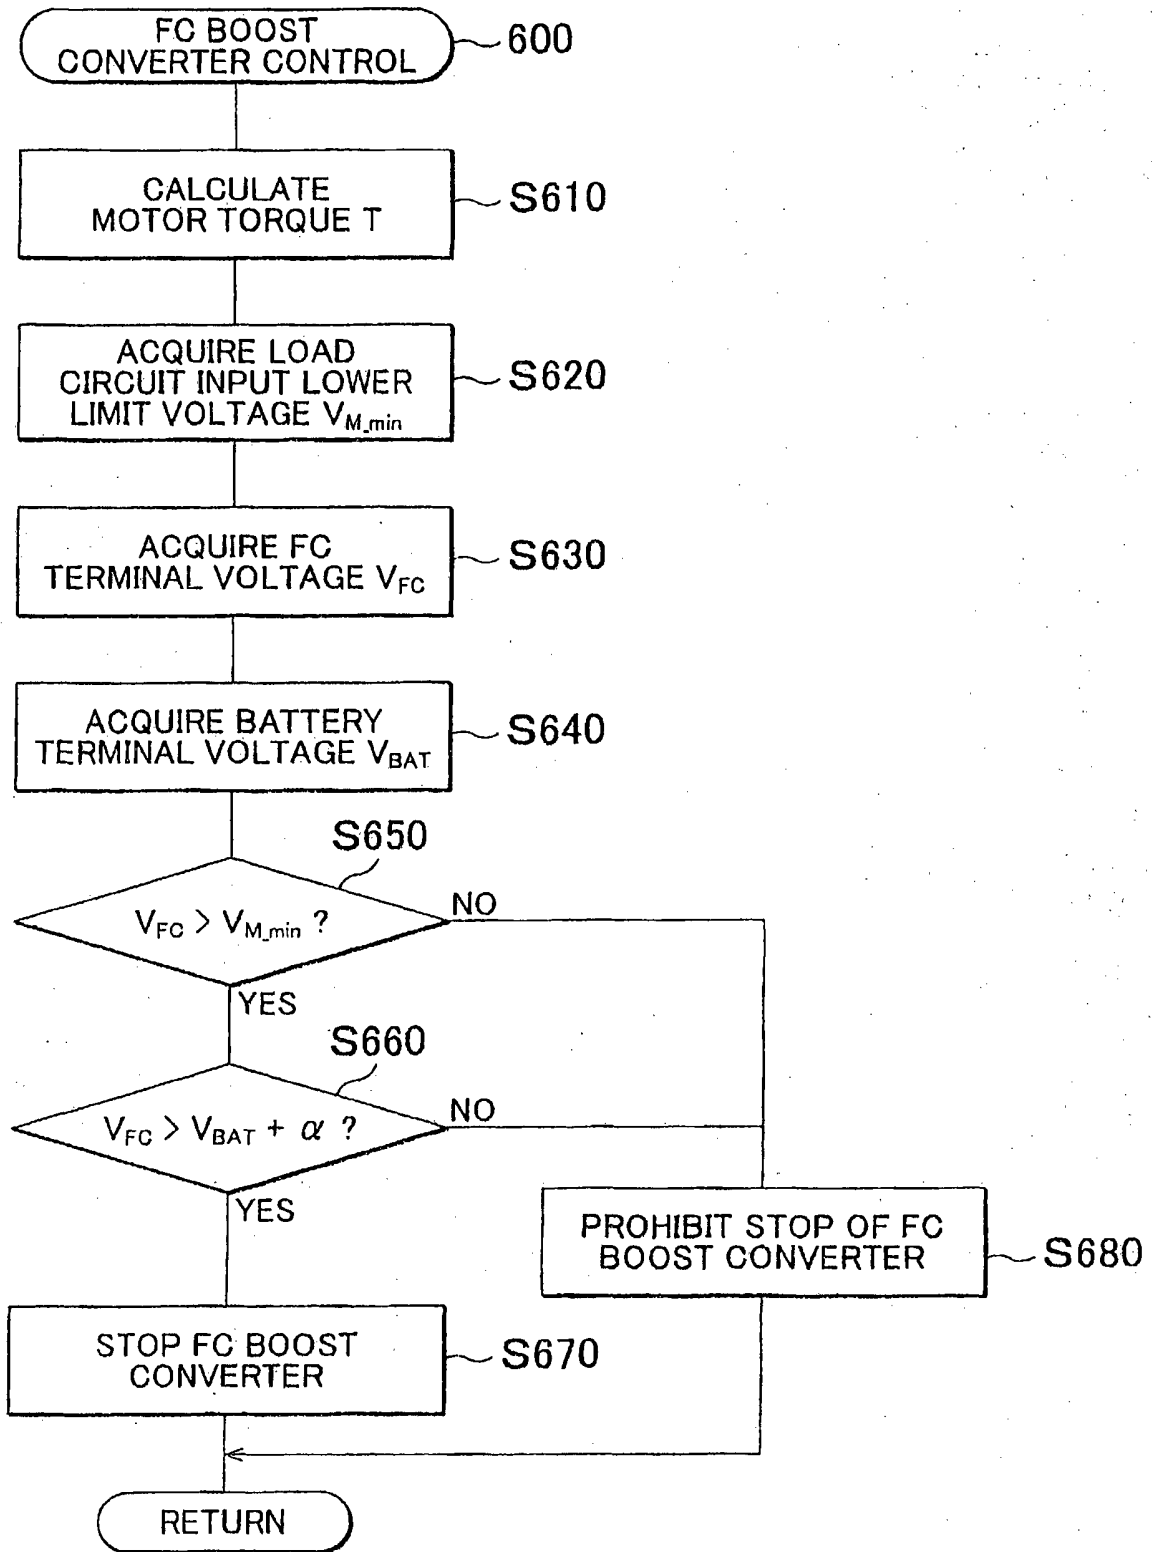 FC BOOST
CONVERTER CONTROL
600
CALCULATE
MOTOR TORQUE T
S610
ACQUIRE LOAD
CIRCUIT INPUT LOWER
LIMIT VOLTAGE VM_min
S620
ACQUIRE FC
TERMINAL VOLTAGE VFC
S630
ACQUIRE BATTERY
TERMINAL VOLTAGE VBAT
S640
S650
VFC > VM_min ?
NO
YES
S660
VFC > VBAT + α ?
NO
YES
PROHIBIT STOP OF FC
BOOST CONVERTER
S680
STOP FC BOOST
CONVERTER
S670
RETURN